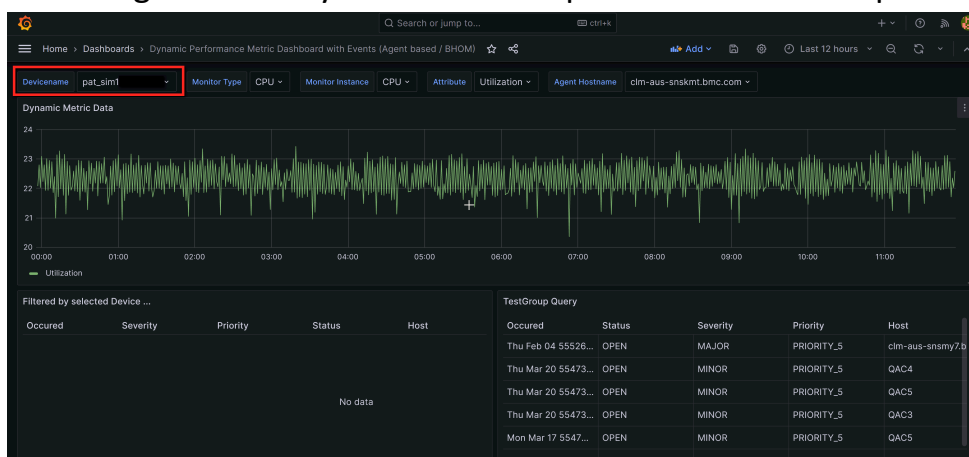 Search or jump to... ctrl+k
Home › Dashboards › Dynamic Performance Metric Dashboard with Events (Agent based / BHOM) Add Last 12 hours
Devicename pat_sim1 Monitor Type CPU Monitor Instance CPU Attribute Utilization Agent Hostname clm-aus-snskmt.bmc.com
Dynamic Metric Data
24
23
22
21
20
00:00 01:00 02:00 03:00 04:00 05:00 06:00 07:00 08:00 09:00 10:00 11:00
Utilization
Filtered by selected Device ... TestGroup Query
Occured Severity Priority Status Host Occured Status Severity Priority Host
Thu Feb 04 55526... OPEN MAJOR PRIORITY_5 clm-aus-snsmy7.b
Thu Mar 20 55473... OPEN MINOR PRIORITY_5 QAC4
Thu Mar 20 55473... OPEN MINOR PRIORITY_5 QAC5
No data
Thu Mar 20 55473... OPEN MINOR PRIORITY_5 QAC3
Mon Mar 17 5547... OPEN MINOR PRIORITY_5 QAC5